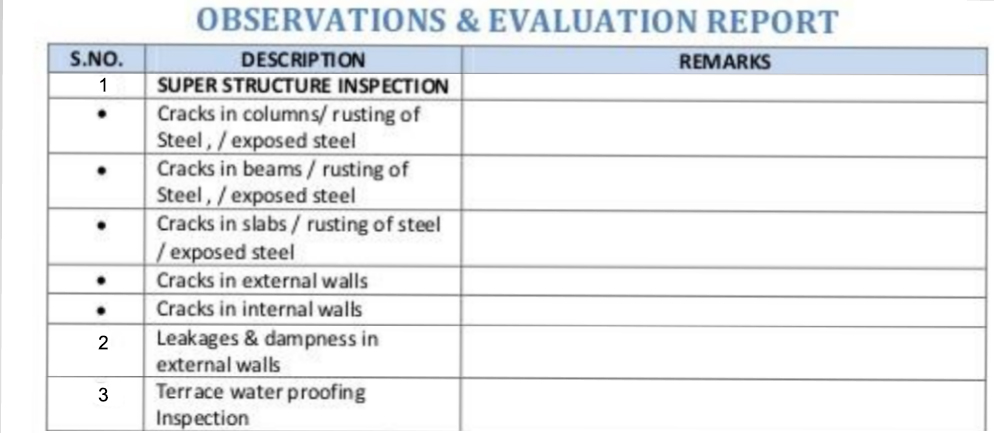 OBSERVATIONS & EVALUATION REPORT
S.NO. DESCRIPTION REMARKS
1 SUPER STRUCTURE INSPECTION
• Cracks in columns/ rusting of
Steel , / exposed steel
• Cracks in beams / rusting of
Steel , / exposed steel
• Cracks in slabs / rusting of steel
/ exposed steel
• Cracks in external walls
• Cracks in internal walls
2 Leakages & dampness in
external walls
3 Terrace water proofing
Inspection